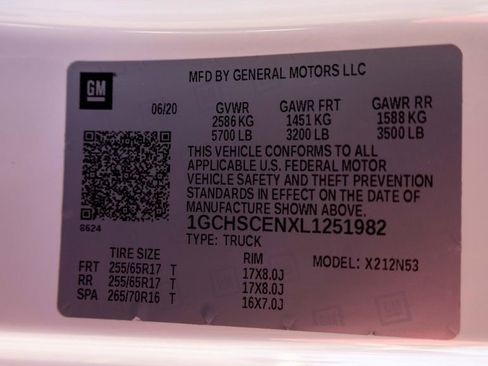 GM
MFD BY GENERAL MOTORS LLC
06/20 GVWR GAWR FRT GAWR RR
2586 KG 1451 KG 1588 KG
5700 LB 3200 LB 3500 LB
THIS VEHICLE CONFORMS TO ALL
APPLICABLE U.S. FEDERAL MOTOR
VEHICLE SAFETY AND THEFT PREVENTION
STANDARDS IN EFFECT ON THE DATE OF
MANUFACTURE SHOWN ABOVE.
8624
1GCHSCENXL1251982
TYPE: TRUCK
TIRE SIZE RIM MODEL: X212N53
FRT 255/65R17 T 17X8.0J
RR 255/65R17 T 17X8.0J
SPA 265/70R16 T 16X7.0J